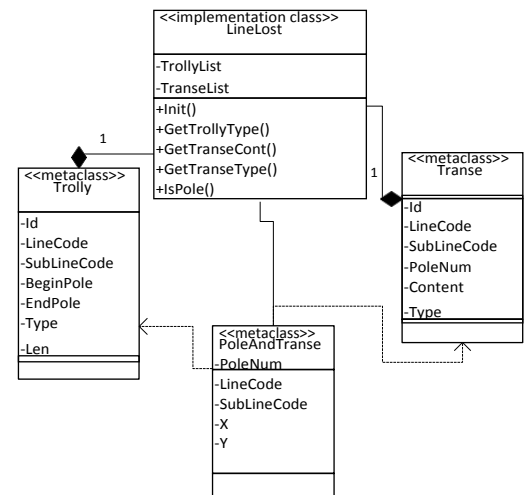 <<implementation class>>
LineLost
-TrollyList
-TranseList
+Init()
+GetTrollyType()
+GetTranseCont()
+GetTranseType()
+IsPole()
1
1
<<metaclass>>
Trolly
-Id
-LineCode
-SubLineCode
-BeginPole
-EndPole
-Type
-Len
<<metaclass>>
Transe
-Id
-LineCode
-SubLineCode
-PoleNum
-Content
-Type
<<metaclass>>
PoleAndTranse
-PoleNum
-LineCode
-SubLineCode
-X
-Y